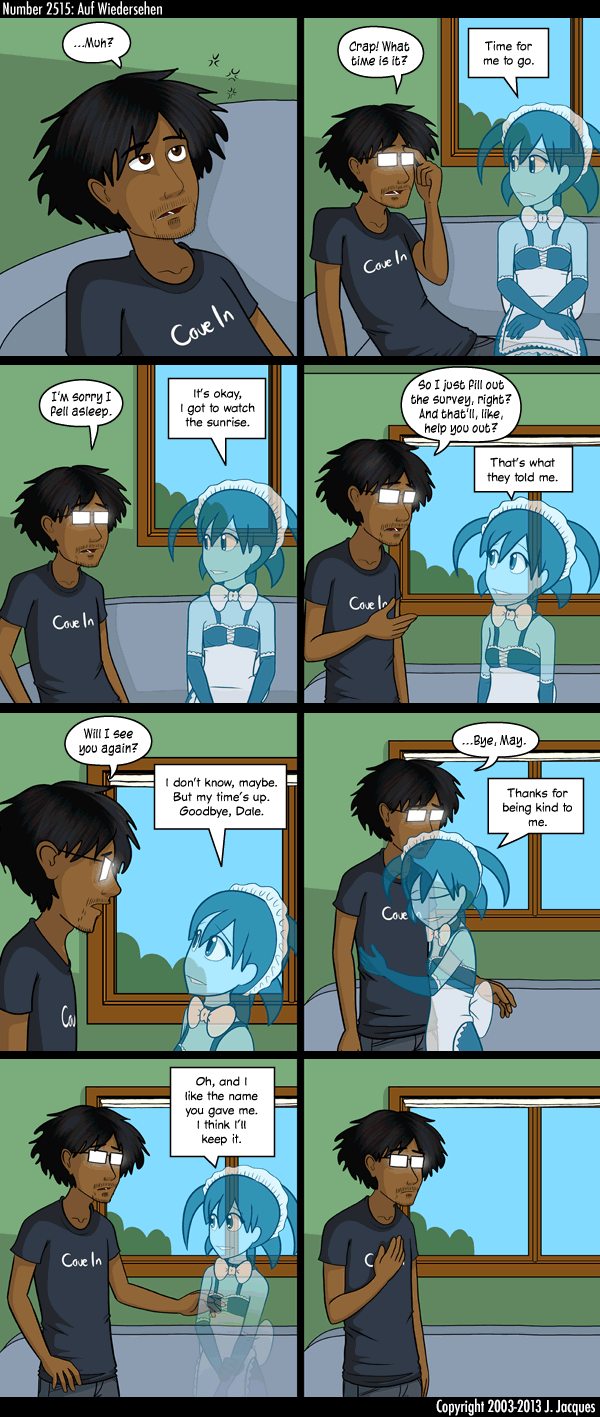 Number 2515: Auf Wiedersehen
...Muh?
Cave In
Crap! What
time is it?
Time for
me to go.
Cave In
I'm sorry I
fell asleep.
It's okay,
I got to watch
the sunrise.
Cave In
So I just fill out
the survey, right?
And that'll, like,
help you out?
That's what
they told me.
Cave In
Will I see
you again?
I don't know, maybe.
But my time's up.
Goodbye, Dale.
Ca
...Bye, May.
Thanks for
being kind to
me.
Cave In
Oh, and I
like the name
you gave me.
I think I'll
keep it.
Cave In
C
Copyright 2003-2013 J. Jacques